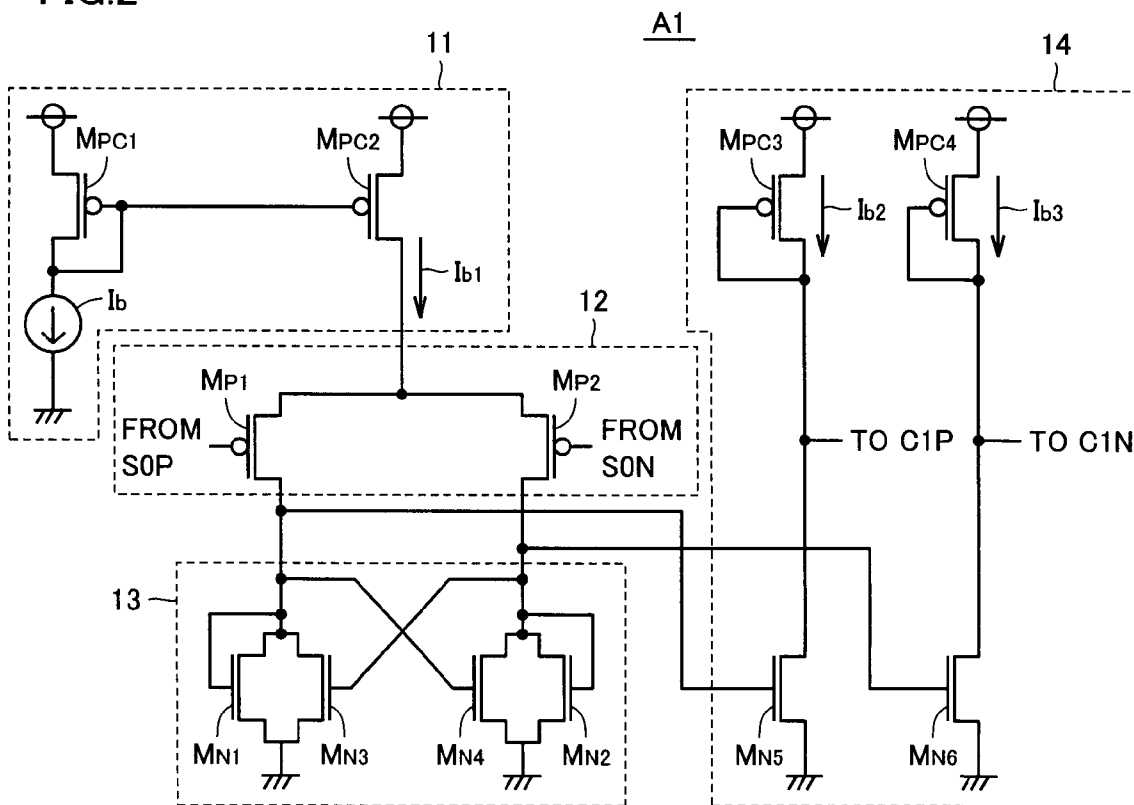 FIG.2
A1
11
14
MPC1
MPC2
MPC3
MPC4
Ib2
Ib3
Ib1
Ib
12
MP1
MP2
FROM
S0P
FROM
S0N
TO C1P
TO C1N
13
MN1
MN3
MN4
MN2
MN5
MN6